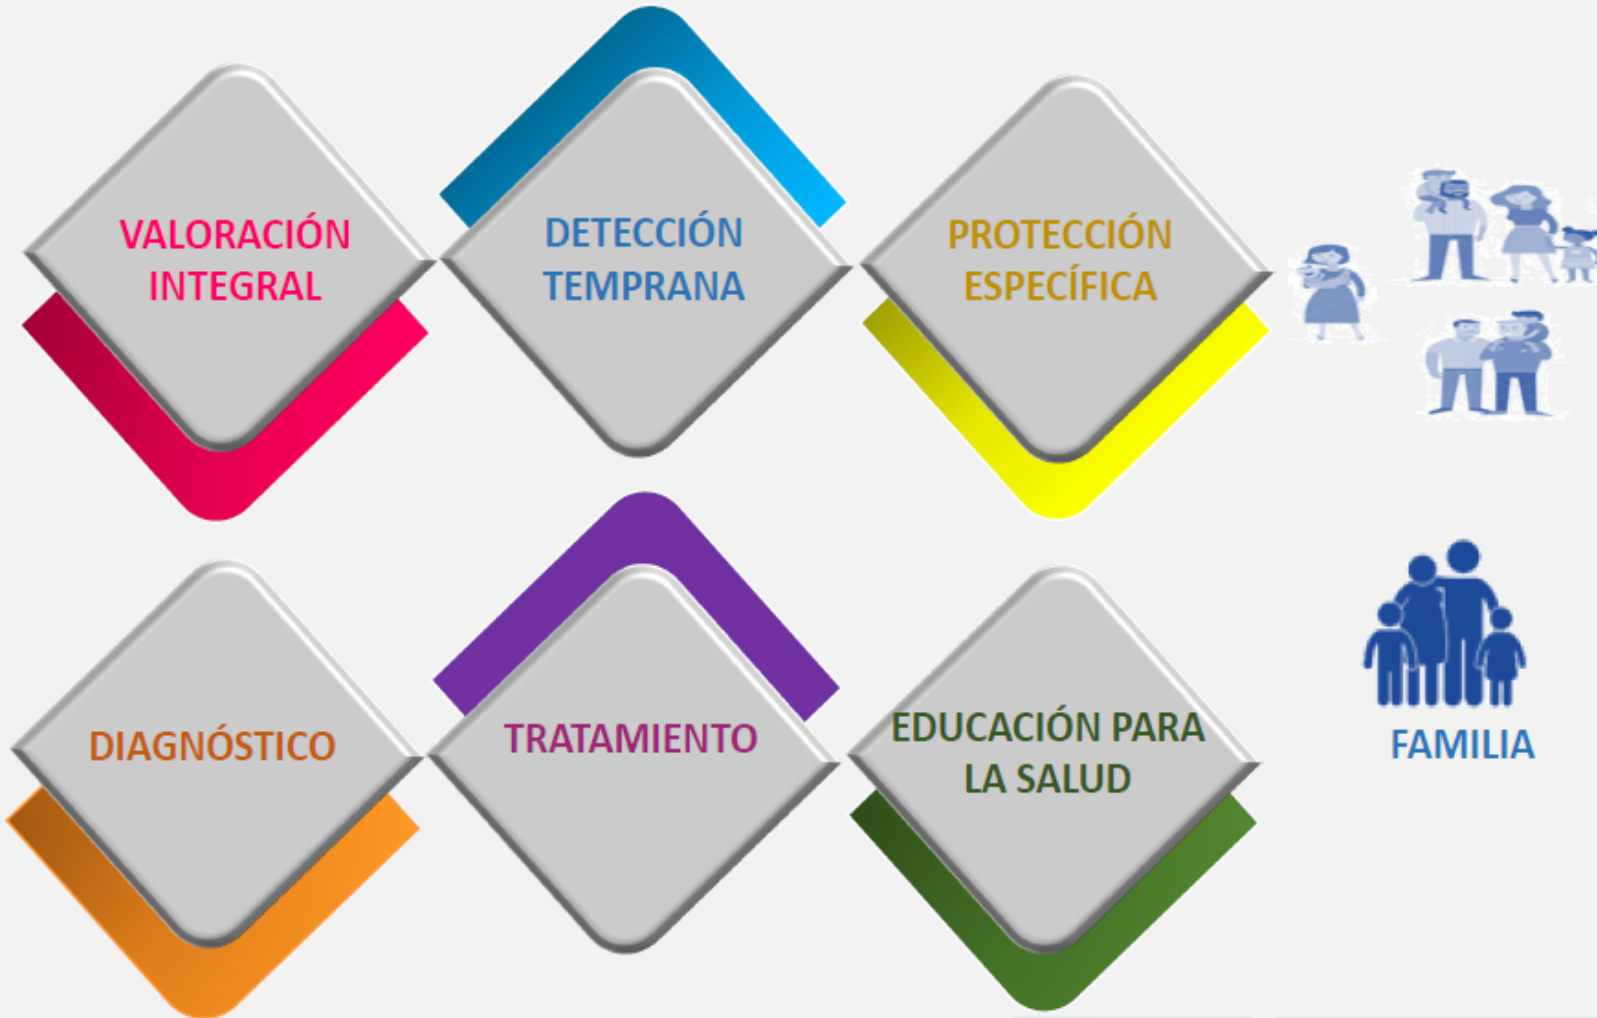 VALORACIÓN
INTEGRAL
DETECCIÓN
TEMPRANA
PROTECCIÓN
ESPECÍFICA
DIAGNÓSTICO
TRATAMIENTO
EDUCACIÓN PARA
LA SALUD
FAMILIA